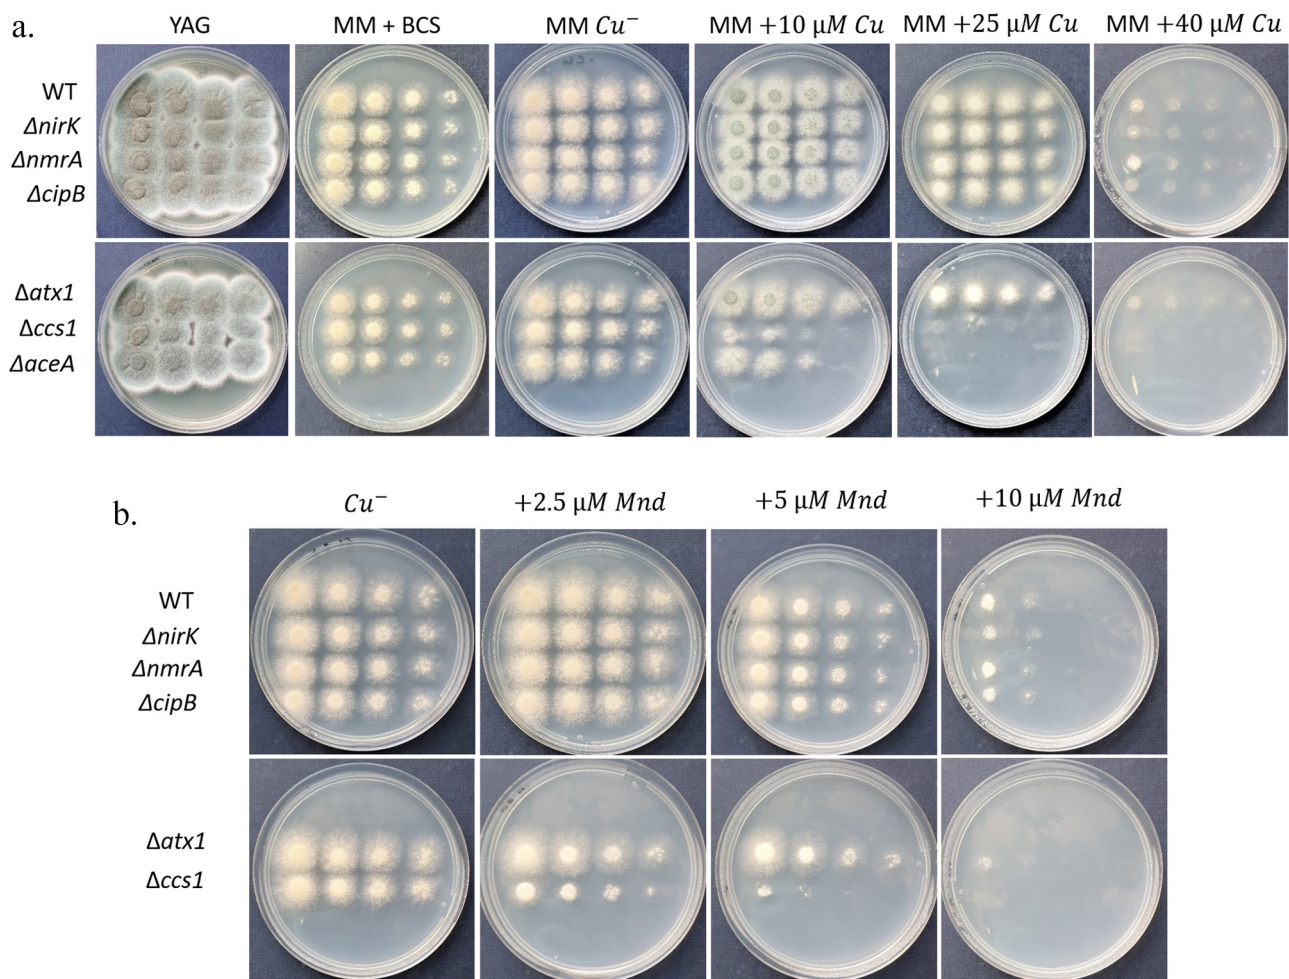 a.
YAG MM + BCS MM Cu⁻ MM +10 μM Cu MM +25 μM Cu MM +40 μM Cu
WT
ΔnirK
ΔnmrA
ΔcipB
Δatx1
Δccs1
ΔaceA
b.
Cu⁻ +2.5 μM Mnd +5 μM Mnd +10 μM Mnd
WT
ΔnirK
ΔnmrA
ΔcipB
Δatx1
Δccs1